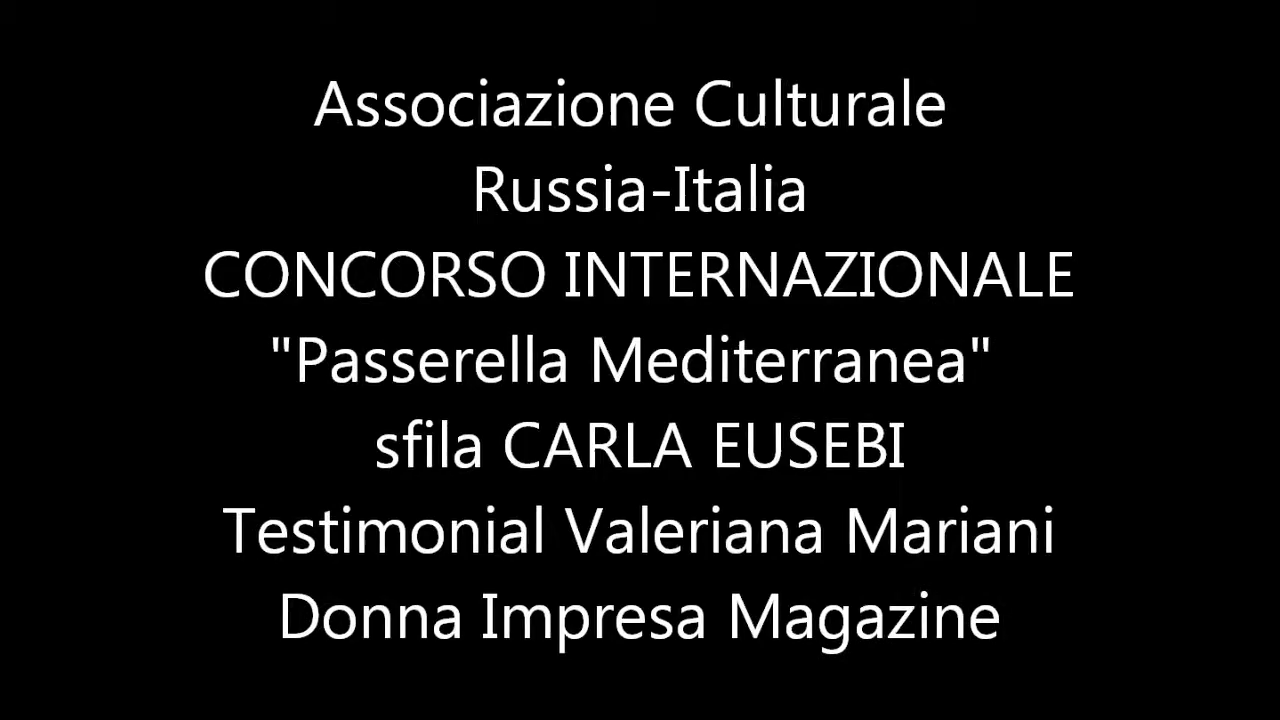 Associazione Culturale
Russia-Italia
CONCORSO INTERNAZIONALE
"Passerella Mediterranea"
sfila CARLA EUSEBI
Testimonial Valeriana Mariani
Donna Impresa Magazine